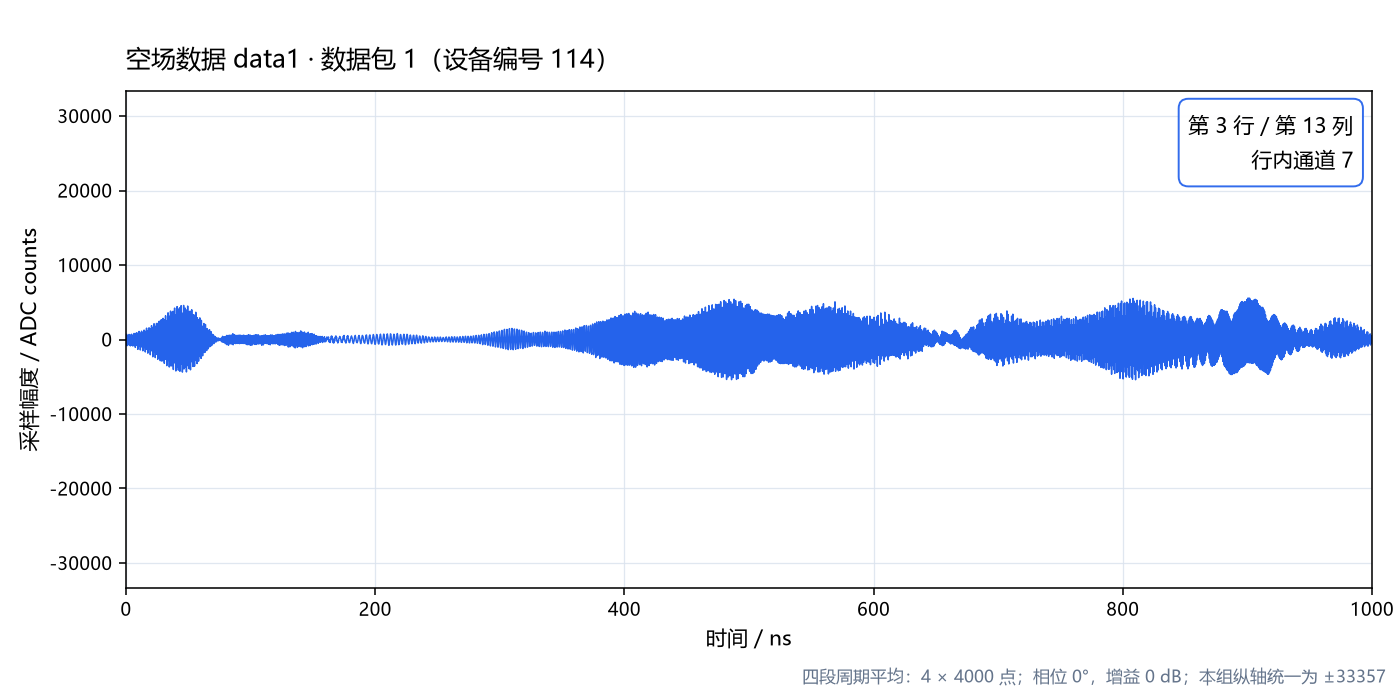 空场数据 data1 · 数据包 1（设备编号 114）
第 3 行 / 第 13 列
行内通道 7
采样幅度 / ADC counts
30000
20000
10000
0
-10000
-20000
-30000
0 200 400 600 800 1000
时间 / ns
四段周期平均：4 × 4000 点；相位 0°，增益 0 dB；本组纵轴统一为 ±33357